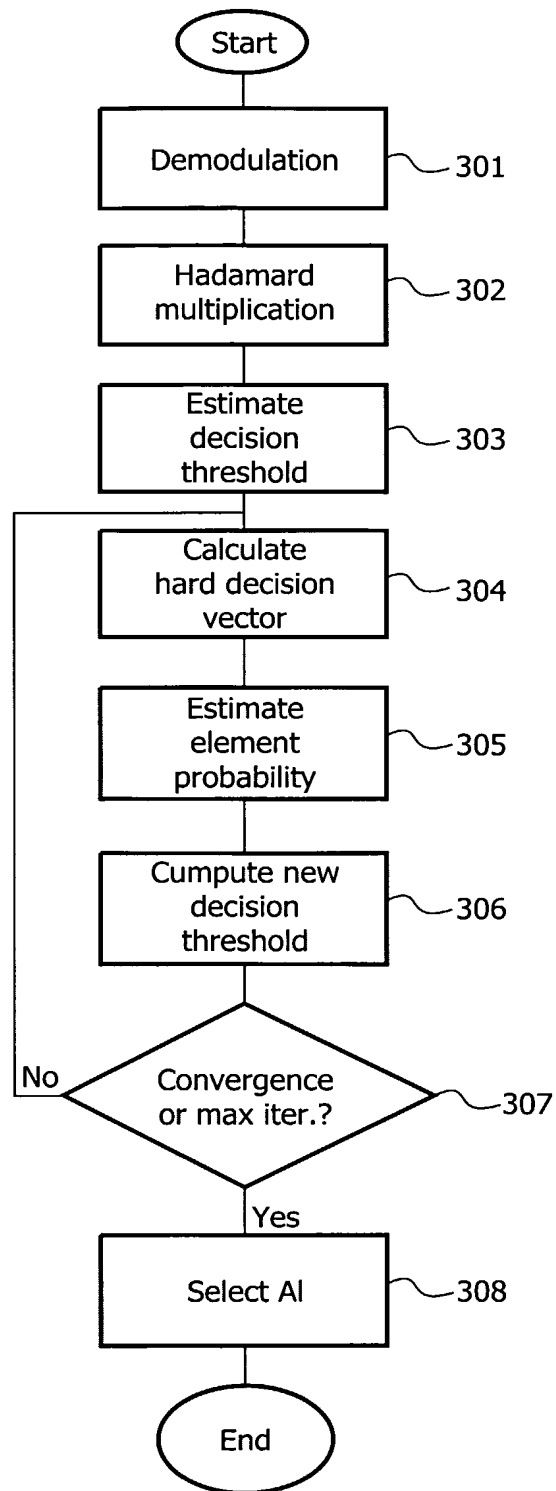 Start
Demodulation
301
Hadamard
multiplication
302
Estimate
decision
threshold
303
Calculate
hard decision
vector
304
Estimate
element
probability
305
Cumpute new
decision
threshold
306
No
Convergence
or max iter.?
307
Yes
Select Al
308
End